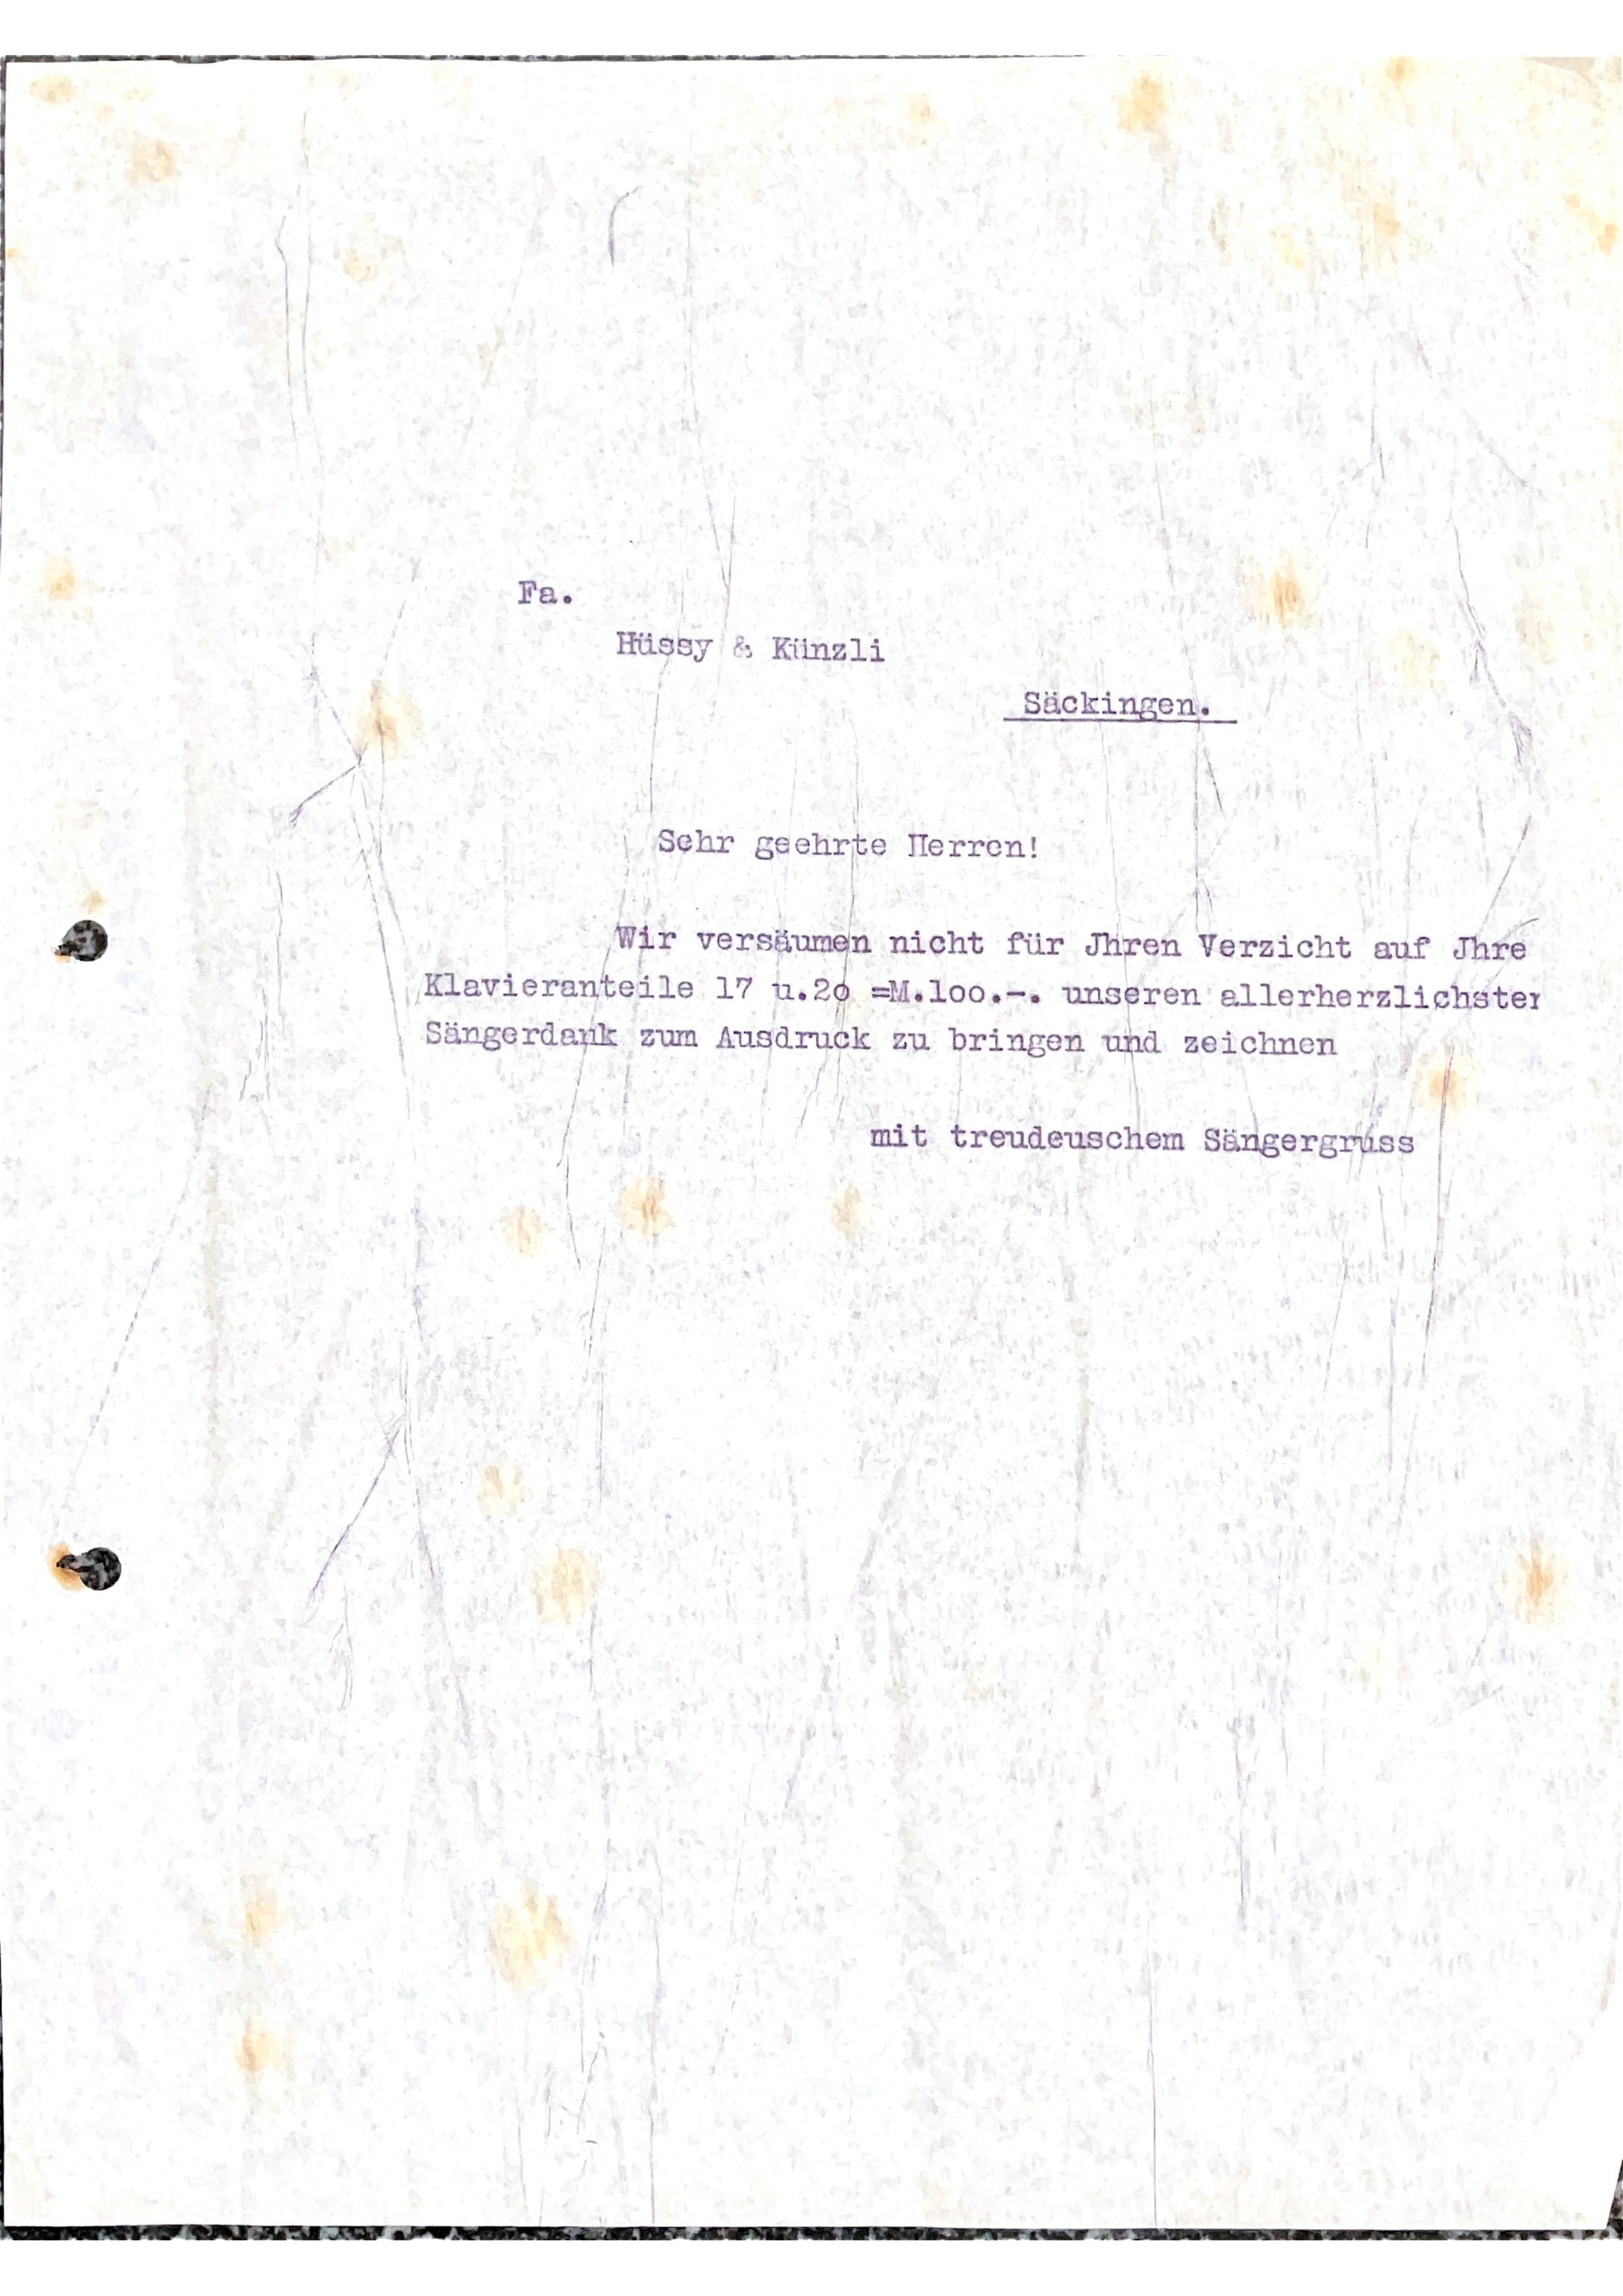 Fa.
Hüssy & Künzli
Säckingen.
Sehr geehrte Herren!
Wir versäumen nicht für Jhren Verzicht auf Jhre
Klavieranteile 17 u.2o =M.loo.-. unseren allerherzlichster
Sängerdank zum Ausdruck zu bringen und zeichnen
mit treudeuschem Sängergruss